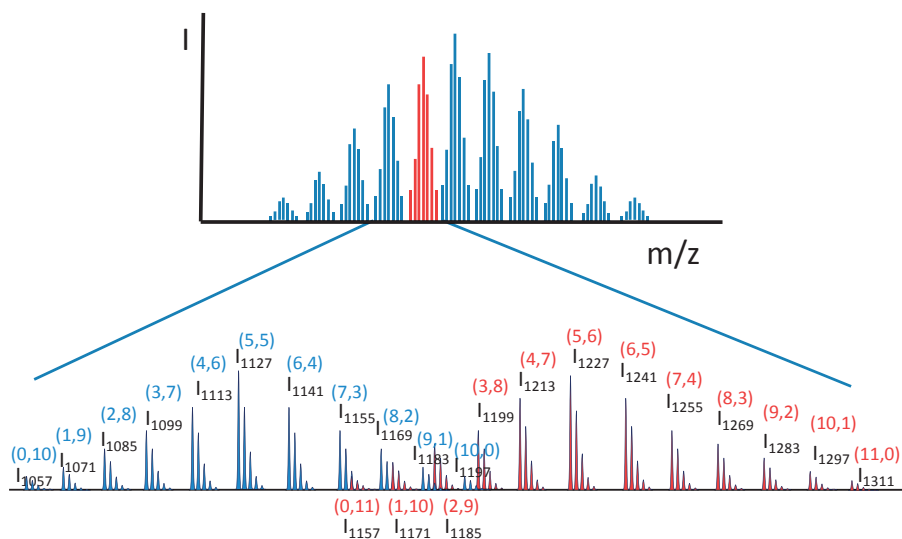 I
m/z
(5,5)
I1127
(5,6)
I1227
(4,6)
I1113
(6,4)
I1141
(4,7)
I1213
(6,5)
I1241
(3,7)
I1099
(7,3)
I1155
(3,8)
I1199
(7,4)
I1255
(2,8)
I1085
(8,2)
I1169
(8,3)
I1269
(1,9)
I1071
(9,1)
I1183
(9,2)
I1283
(0,10)
I1057
(10,0)
I1197
(10,1)
I1297
(11,0)
I1311
(0,11) (1,10) (2,9)
I1157 I1171 I1185